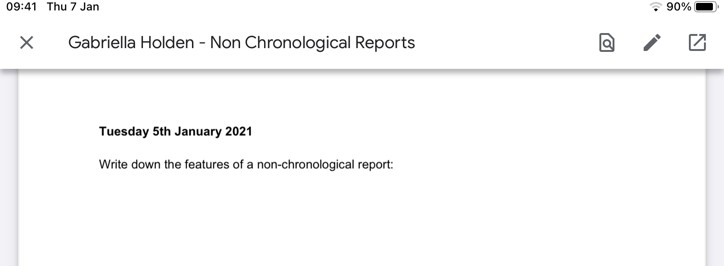 09:41 Thu 7 Jan 90%
Gabriella Holden - Non Chronological Reports
Tuesday 5th January 2021
Write down the features of a non-chronological report: